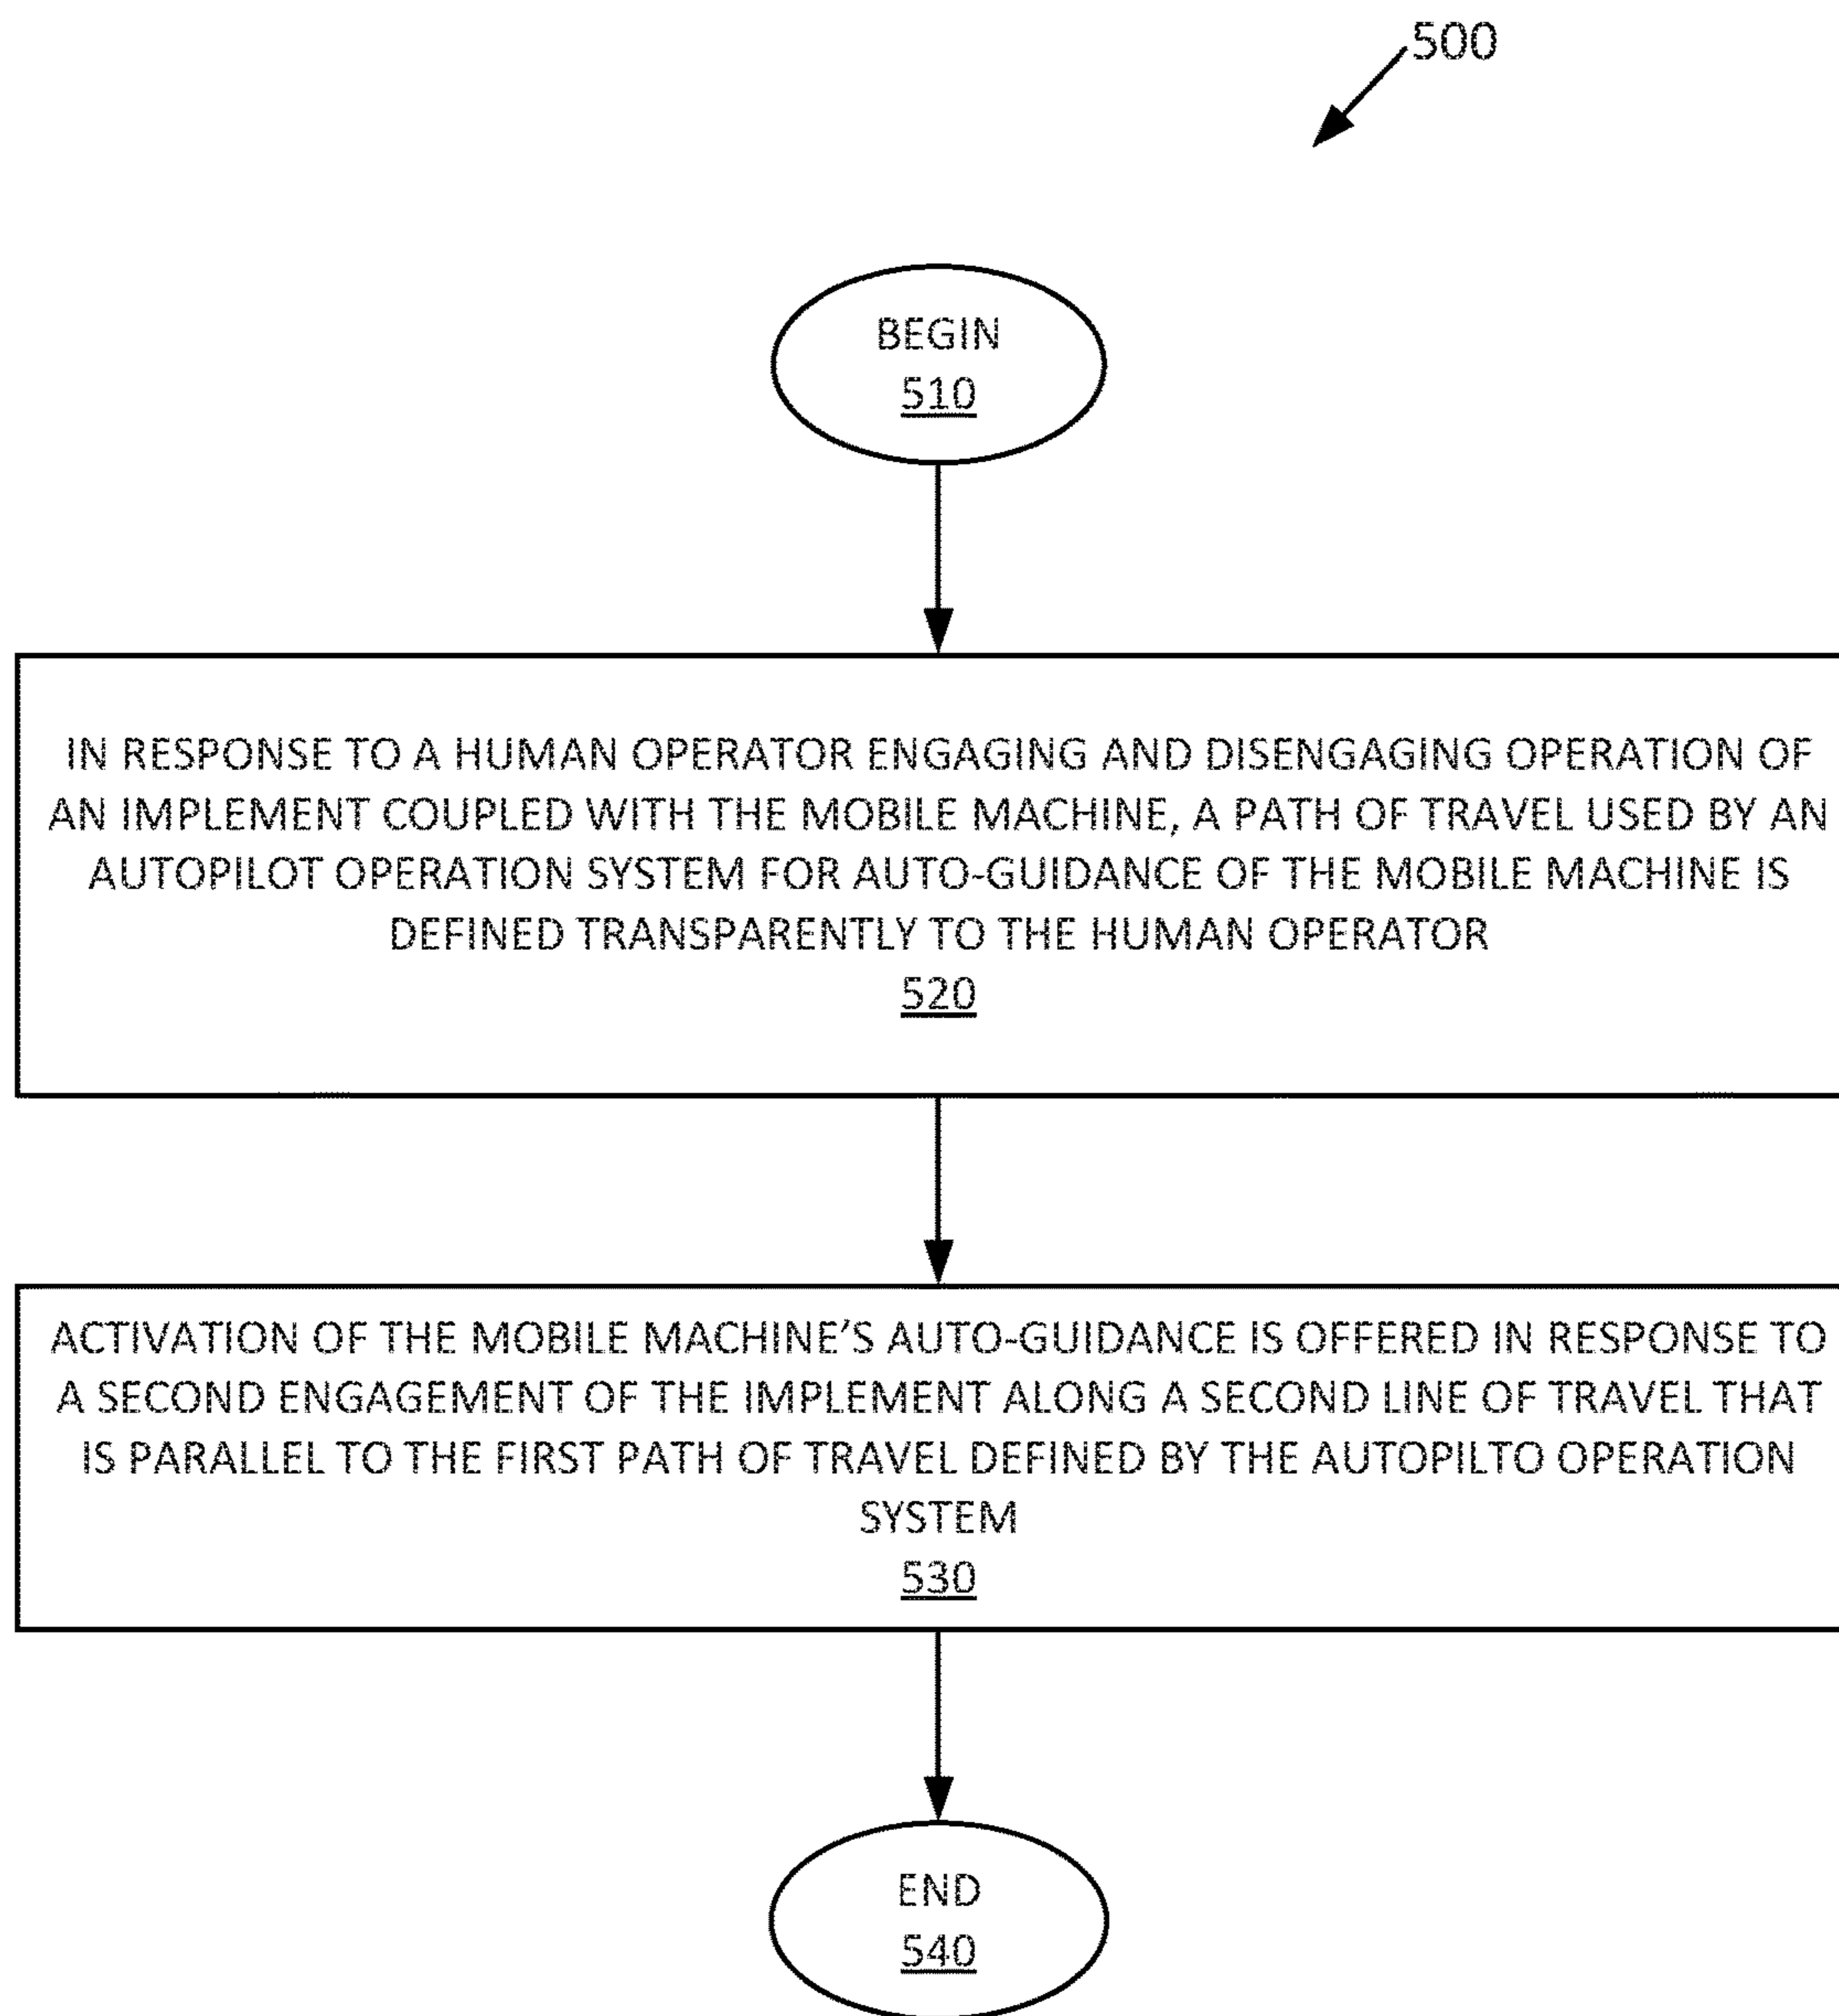 500
BEGIN
510
IN RESPONSE TO A HUMAN OPERATOR ENGAGING AND DISENGAGING OPERATION OF
AN IMPLEMENT COUPLED WITH THE MOBILE MACHINE, A PATH OF TRAVEL USED BY AN
AUTOPILOT OPERATION SYSTEM FOR AUTO-GUIDANCE OF THE MOBILE MACHINE IS
DEFINED TRANSPARENTLY TO THE HUMAN OPERATOR
520
ACTIVATION OF THE MOBILE MACHINE'S AUTO-GUIDANCE IS OFFERED IN RESPONSE TO
A SECOND ENGAGEMENT OF THE IMPLEMENT ALONG A SECOND LINE OF TRAVEL THAT
IS PARALLEL TO THE FIRST PATH OF TRAVEL DEFINED BY THE AUTOPILTO OPERATION
SYSTEM
530
END
540